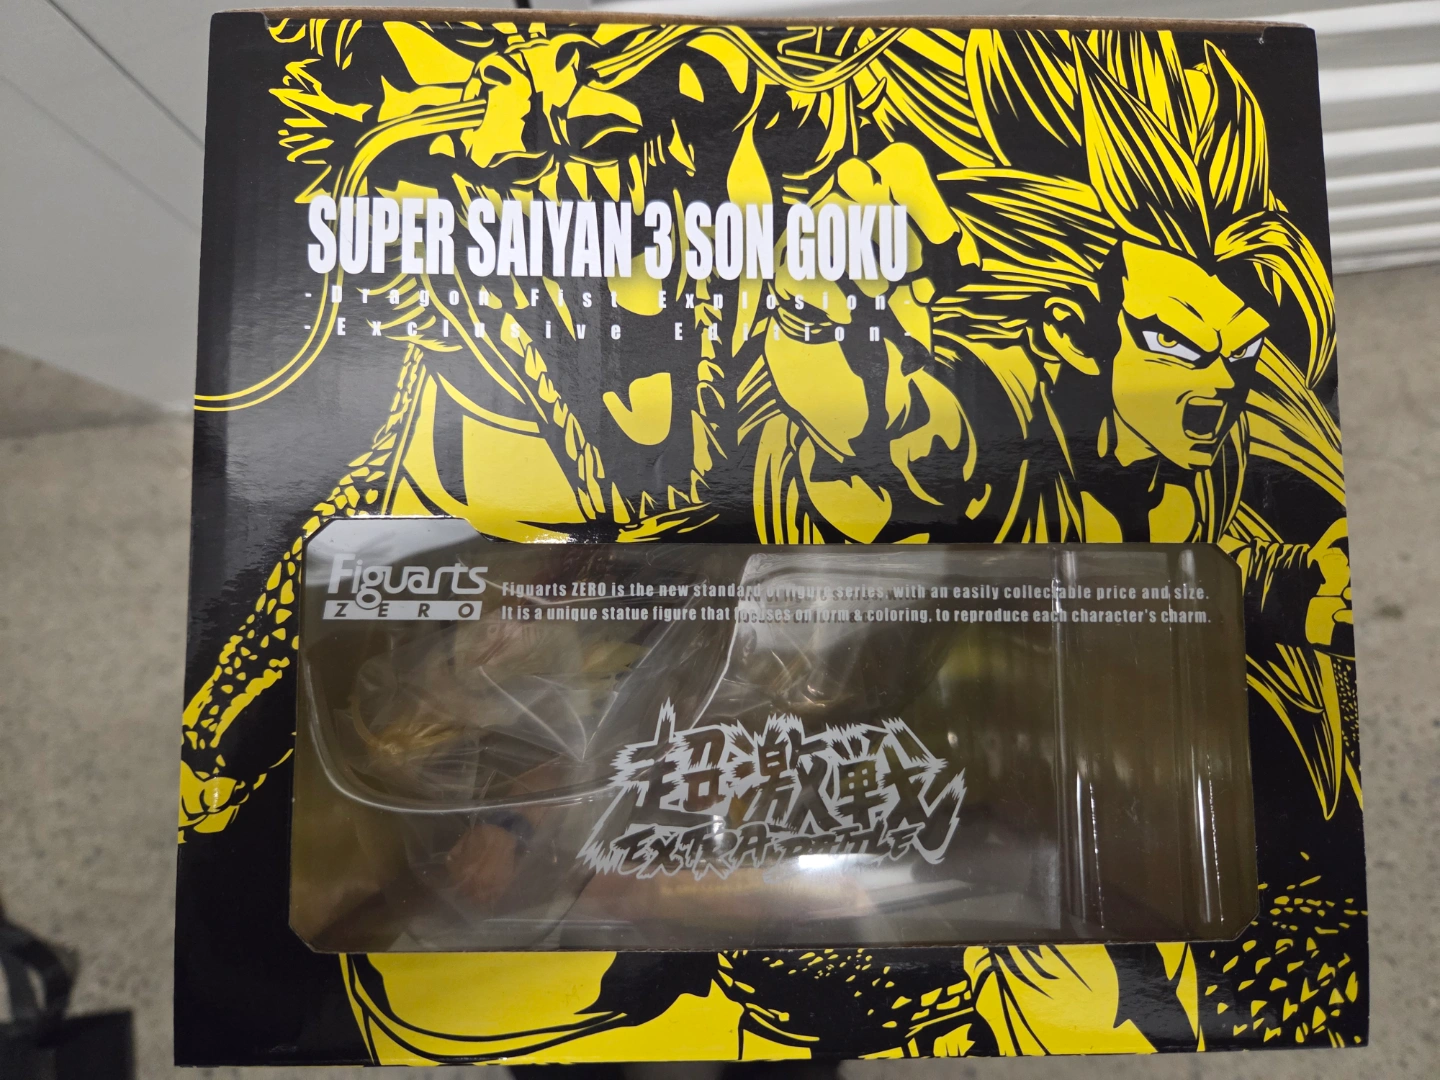 SUPER SAIYAN 3 SON GOKU
-Dragon Fist Explosion-
-Exclusive Edition-
Figuarts
ZERO
Figuarts ZERO is the new standard of figure series, with an easily collectable price and size.
It is a unique statue figure that focuses on form & coloring, to reproduce each character's charm.
超激戦
EXTRA BATTLE